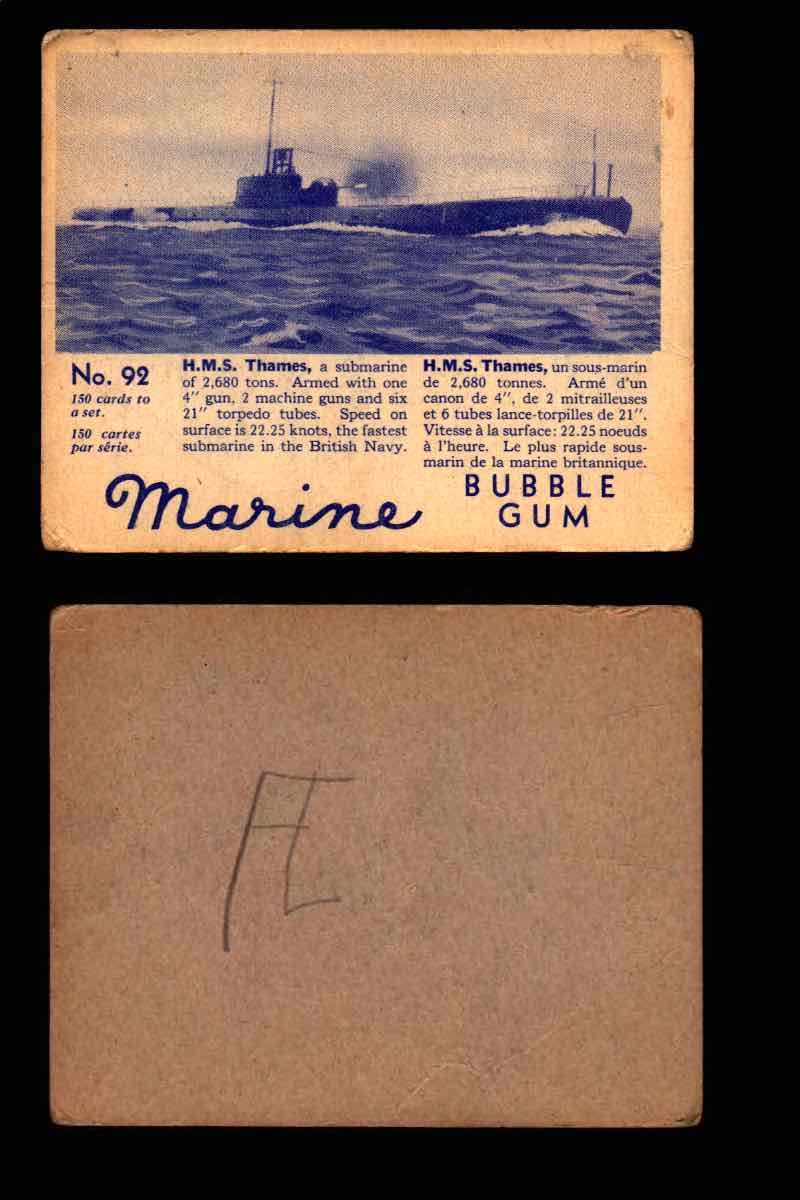 No. 92
150 cards to
a set.
150 cartes
par série.
H.M.S. Thames, a submarine
of 2,680 tons. Armed with one
4″ gun, 2 machine guns and six
21″ torpedo tubes. Speed on
surface is 22.25 knots, the fastest
submarine in the British Navy.
H.M.S. Thames, un sous-marin
de 2,680 tonnes. Armé d'un
canon de 4″, de 2 mitrailleuses
et 6 tubes lance-torpilles de 21″.
Vitesse à la surface: 22.25 noeuds
à l'heure. Le plus rapide sous-
marin de la marine britannique.
Marine
BUBBLE
GUM